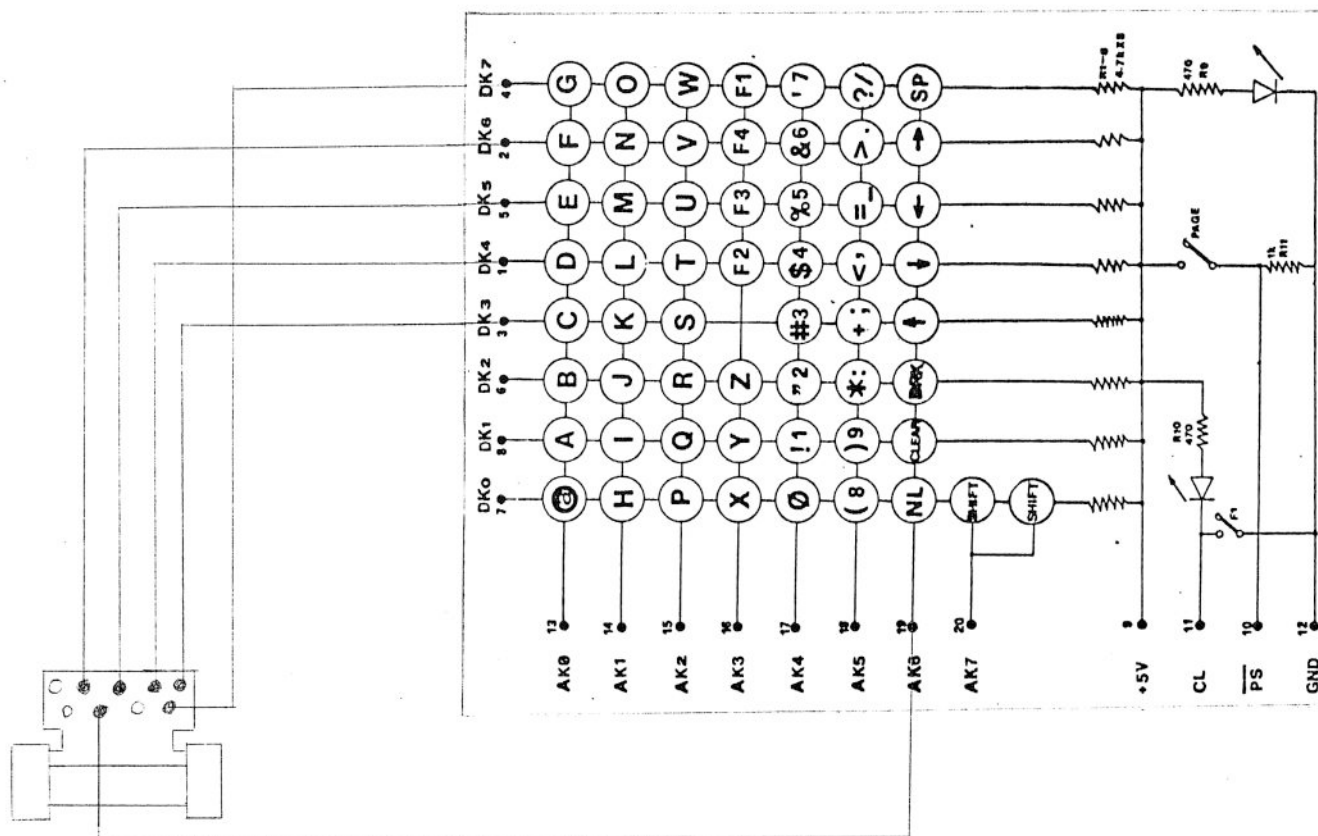 DK7 4 G O W F1 '7 ?/ SP R1-8 4.7kX8 470 R9
DK6 2 F N V F4 &6 >. →
DK5 5 E M U F3 %5 =_ ←
DK4 1 D L T F2 $4 <, ↓ PAGE 1k R11
DK3 3 C K S #3 +; ↑
DK2 6 B J R Z "2 *: BRK
DK1 8 A I Q Y !1 )9 CLEAR R10 470
DK0 7 @ H P X Ø (8 NL SHIFT SHIFT F1
13 14 15 16 17 18 19 20 9 11 10 12
AK0 AK1 AK2 AK3 AK4 AK5 AK6 AK7 +5V CL PS GND